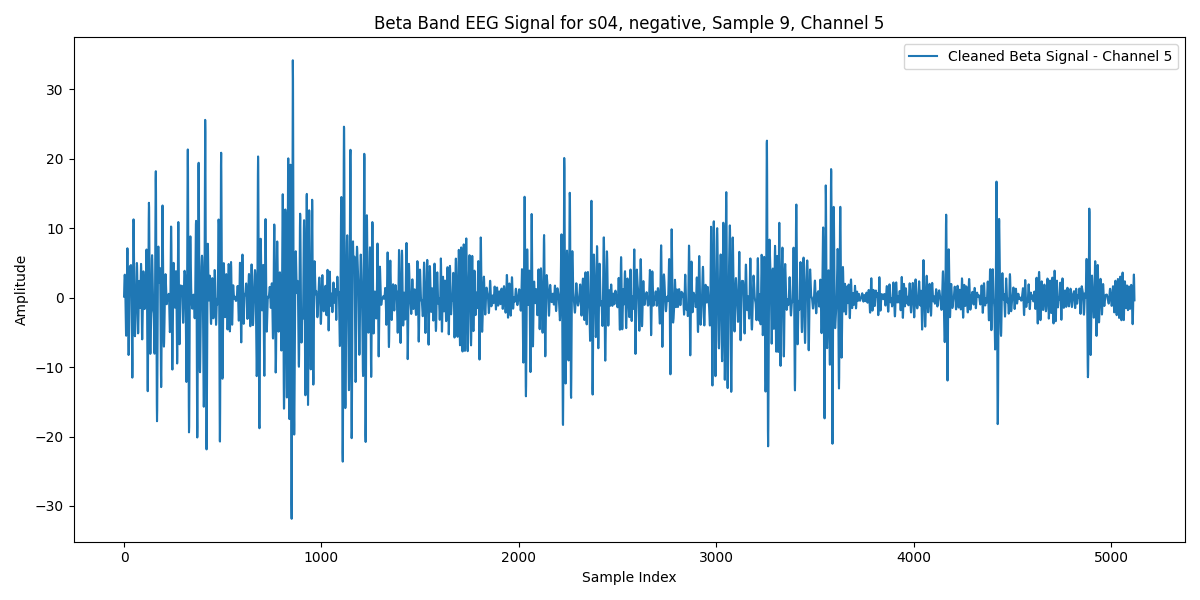 Beta Band EEG Signal for s04, negative, Sample 9, Channel 5
Cleaned Beta Signal - Channel 5
Amplitude
30
20
10
0
−10
−20
−30
0 1000 2000 3000 4000 5000
Sample Index